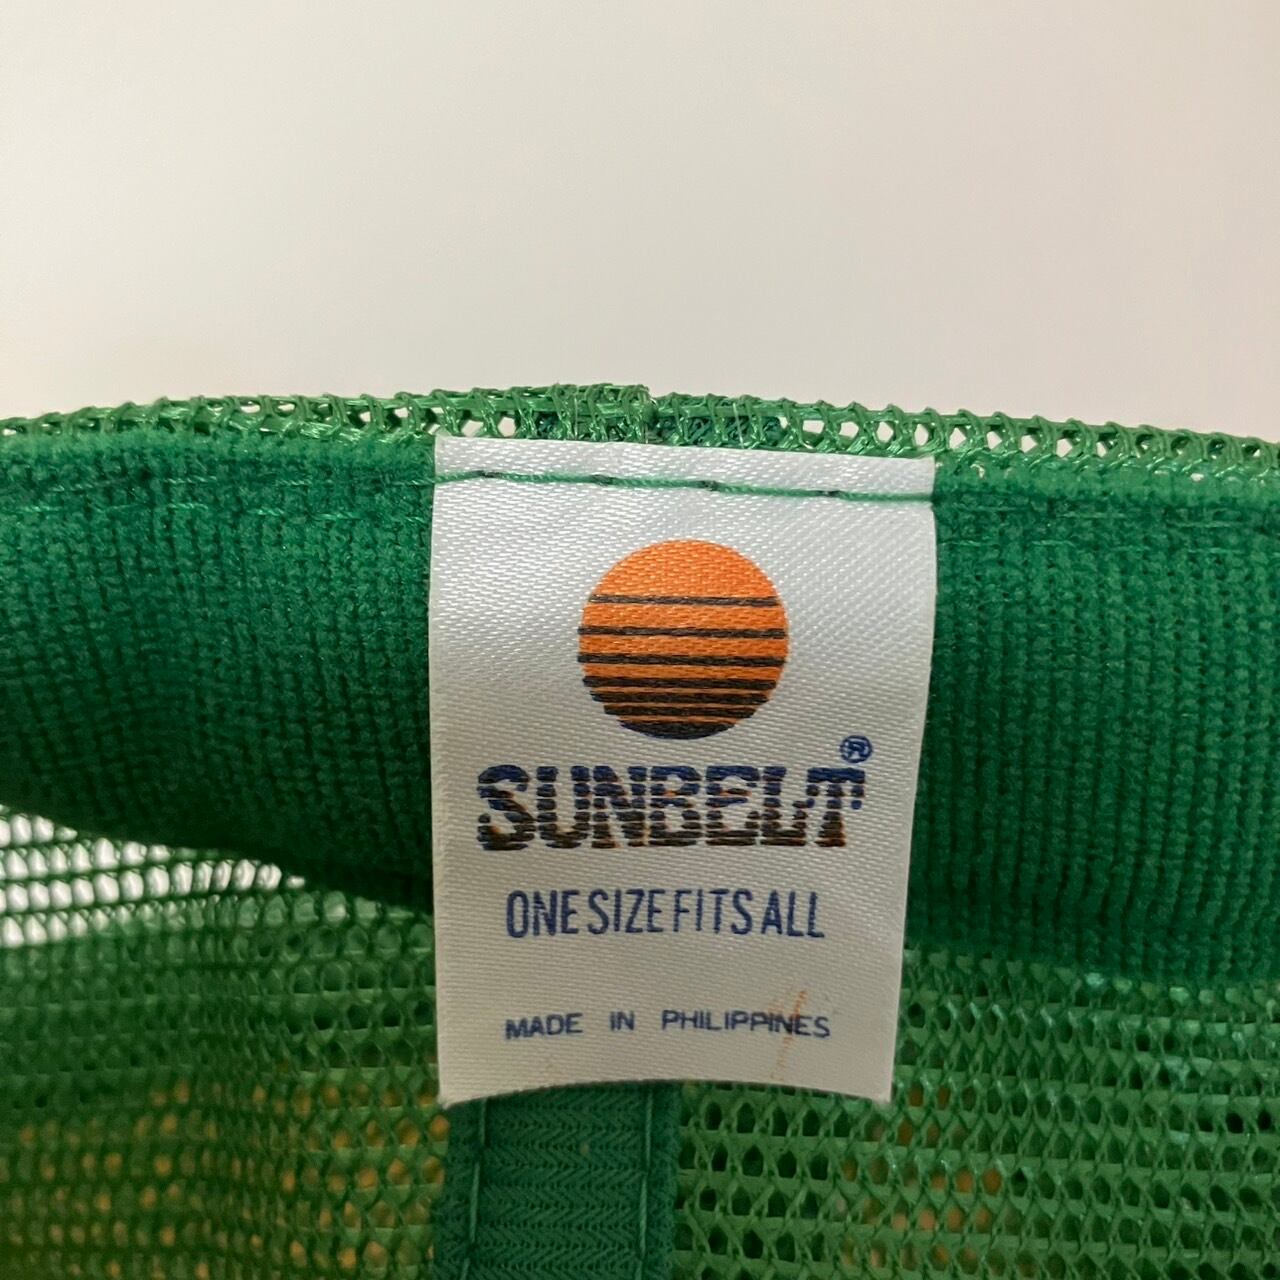 SUNBELT®
ONE SIZE FITS ALL
MADE IN PHILIPPINES